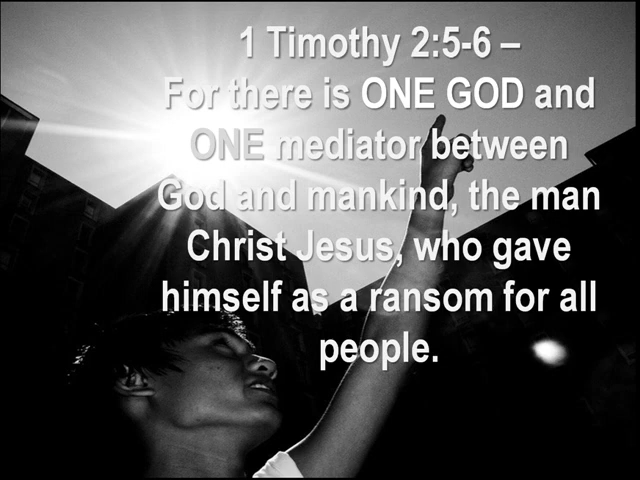 1 Timothy 2:5-6 –
For there is ONE GOD and
ONE mediator between
God and mankind, the man
Christ Jesus, who gave
himself as a ransom for all
people.